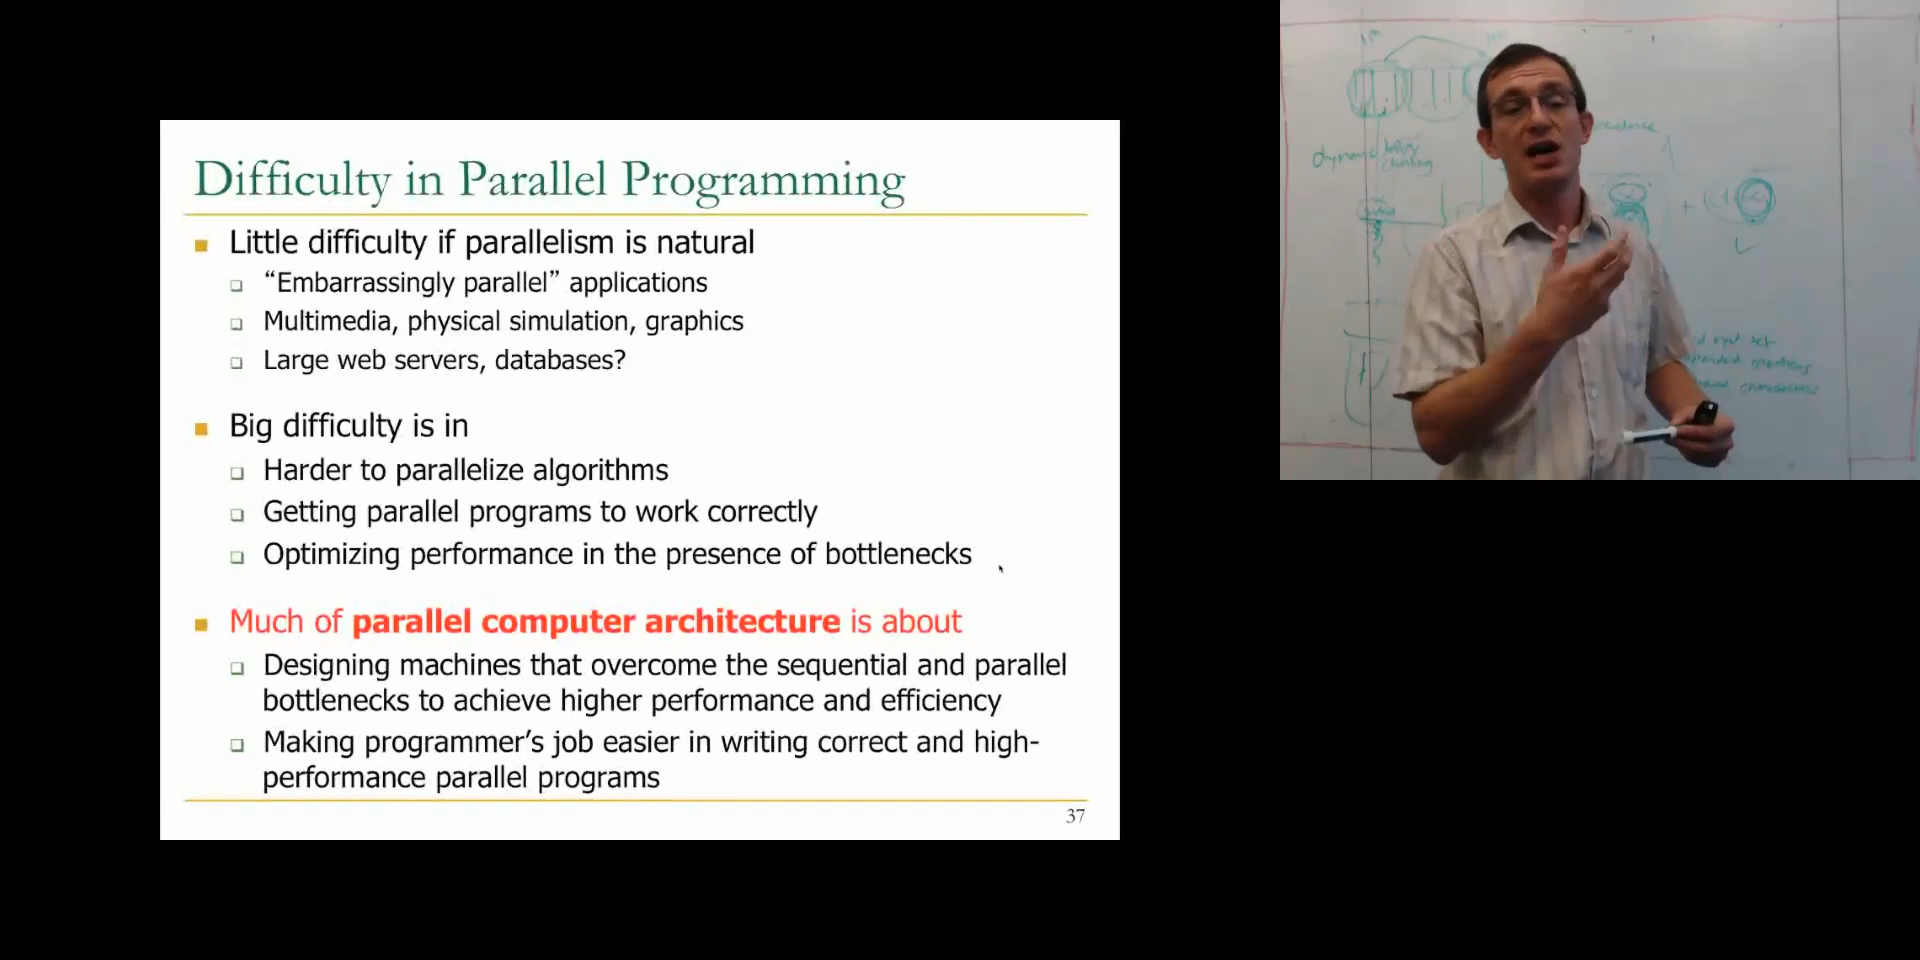 Difficulty in Parallel Programming
Little difficulty if parallelism is natural
“Embarrassingly parallel” applications
Multimedia, physical simulation, graphics
Large web servers, databases?
Big difficulty is in
Harder to parallelize algorithms
Getting parallel programs to work correctly
Optimizing performance in the presence of bottlenecks
Much of parallel computer architecture is about
Designing machines that overcome the sequential and parallel
bottlenecks to achieve higher performance and efficiency
Making programmer’s job easier in writing correct and high-
performance parallel programs
37